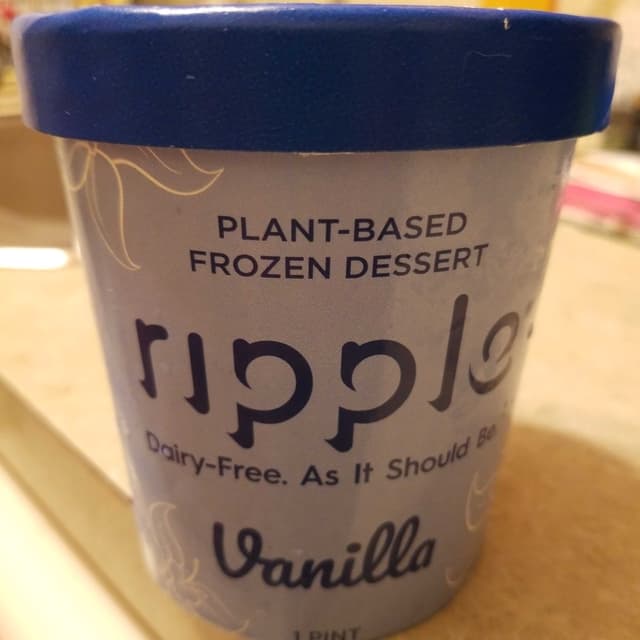 PLANT-BASED
FROZEN DESSERT
ripple
Dairy-Free. As It Should Be
Vanilla
1 PINT